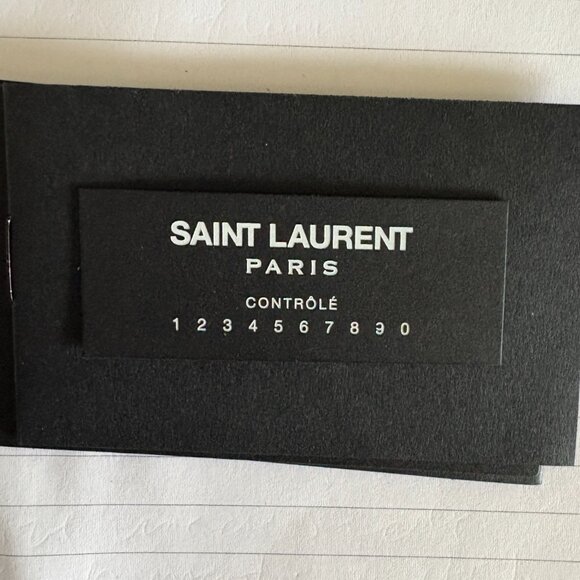 SAINT LAURENT
PARIS
CONTRÔLÉ
1 2 3 4 5 6 7 8 9 0